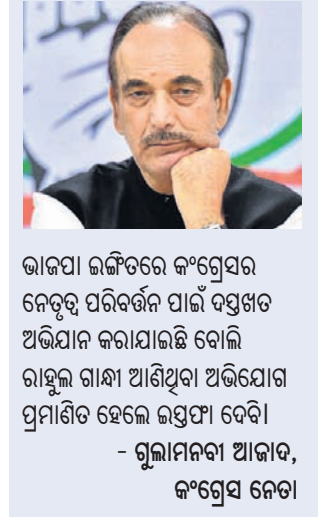 ଭାଜପା ଇଙ୍ଗିତରେ କଂଗ୍ରେସର
ନେତୃତ୍ୱ ପରିବର୍ତ୍ତନ ପାଇଁ ଦସ୍ତଖତ
ଅଭିଯାନ କରାଯାଇଛି ବୋଲି
ରାହୁଲ ଗାନ୍ଧୀ ଆଣିଥିବା ଅଭିଯୋଗ
ପ୍ରମାଣିତ ହେଲେ ଇସ୍ତଫା ଦେବି।
- ଗୁଲାମନବୀ ଆଜାଦ,
କଂଗ୍ରେସ ନେତା